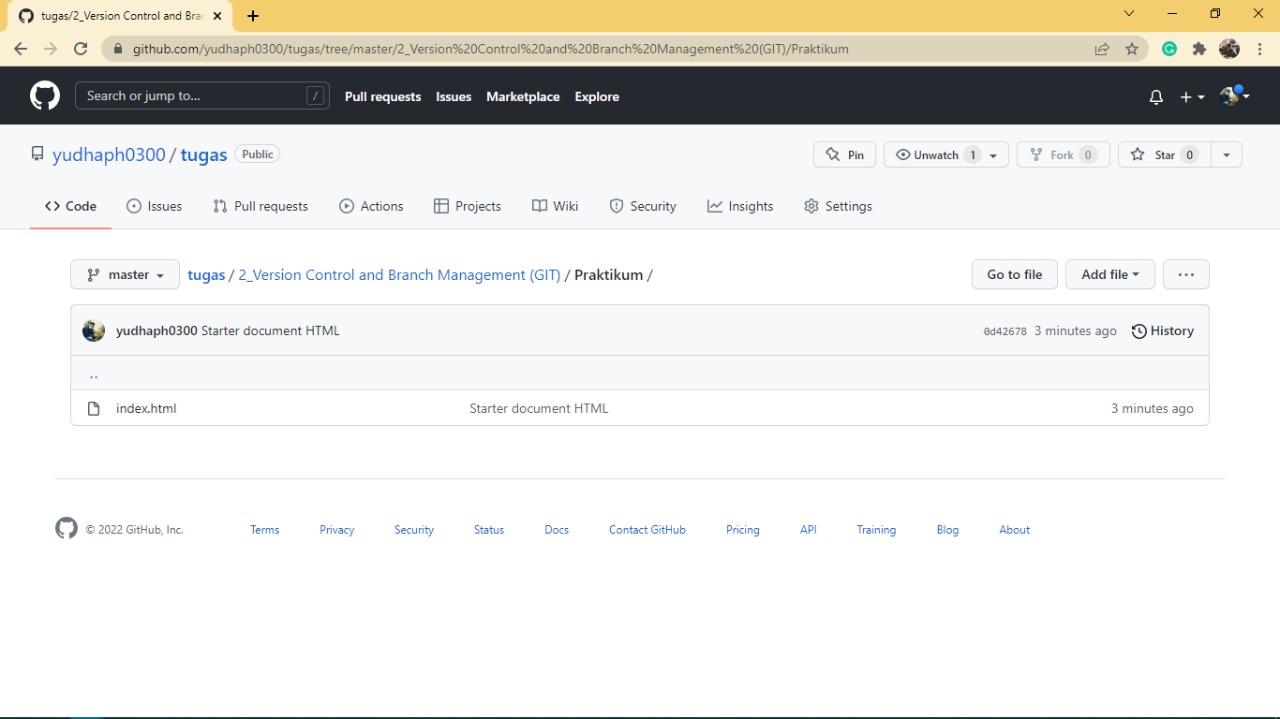 tugas/2_Version Control and Bra
github.com/yudhaph0300/tugas/tree/master/2_Version%20Control%20and%20Branch%20Management%20(GIT)/Praktikum
Search or jump to... /
Pull requests Issues Marketplace Explore
yudhaph0300 / tugas Public
Pin Unwatch 1 Fork 0 Star 0
Code Issues Pull requests Actions Projects Wiki Security Insights Settings
master tugas / 2_Version Control and Branch Management (GIT) / Praktikum / Go to file Add file ...
yudhaph0300 Starter document HTML 0d42678 3 minutes ago History
..
index.html Starter document HTML 3 minutes ago
© 2022 GitHub, Inc. Terms Privacy Security Status Docs Contact GitHub Pricing API Training Blog About